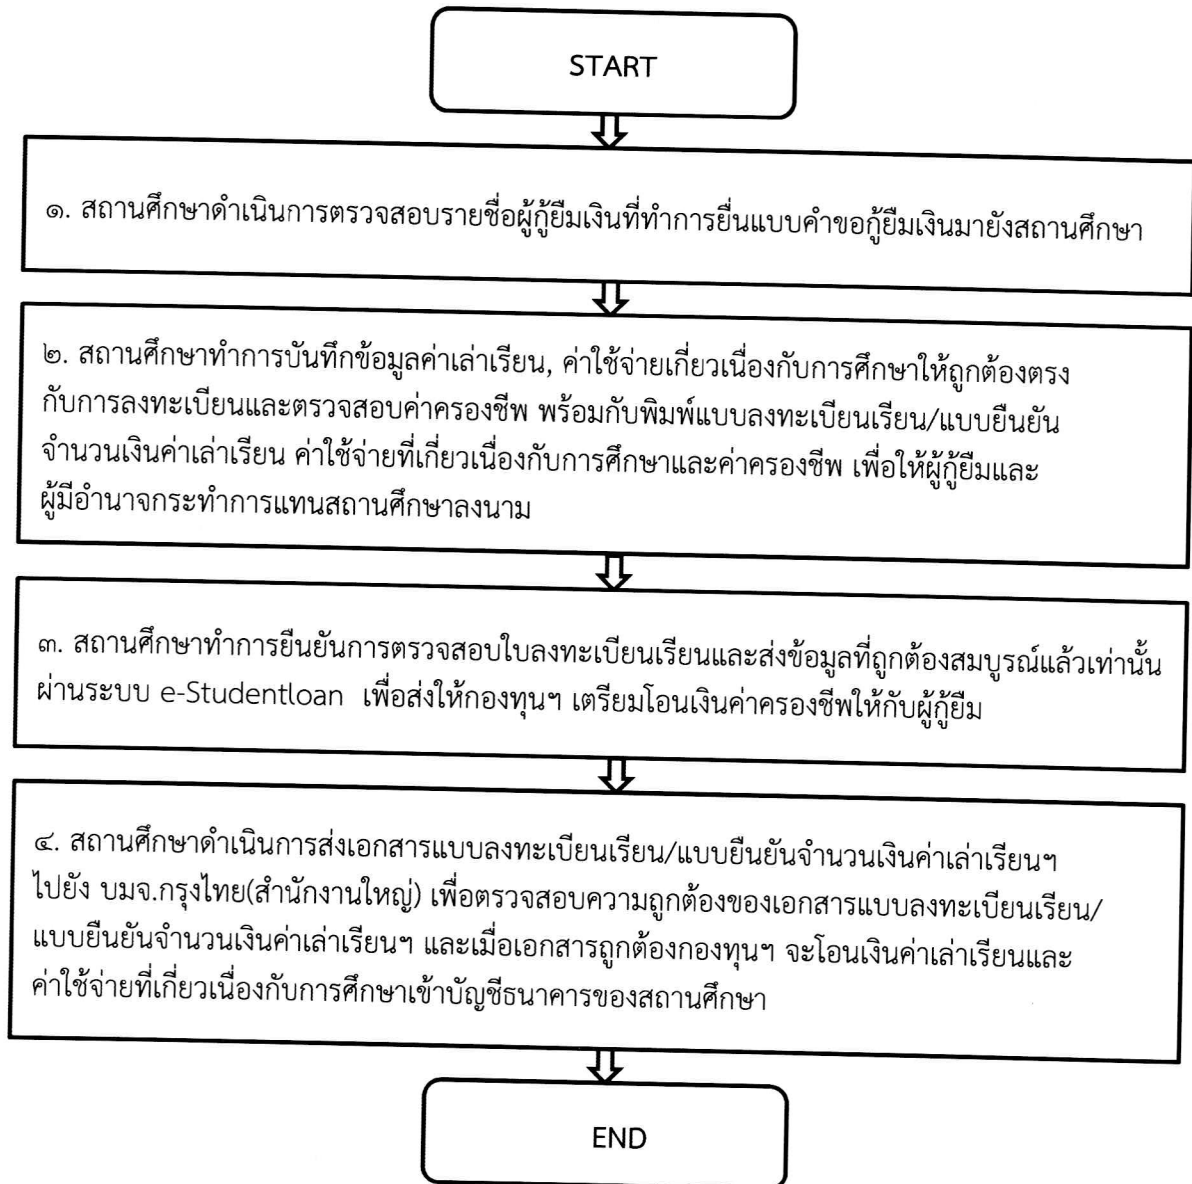 START
๑. สถานศึกษาดำเนินการตรวจสอบรายชื่อผู้กู้ยืมเงินที่ทำการยื่นแบบคำขอกู้ยืมเงินมายังสถานศึกษา
๒. สถานศึกษาทำการบันทึกข้อมูลค่าเล่าเรียน, ค่าใช้จ่ายเกี่ยวเนื่องกับการศึกษาให้ถูกต้องตรง
กับการลงทะเบียนและตรวจสอบค่าครองชีพ พร้อมกับพิมพ์แบบลงทะเบียนเรียน/แบบยืนยัน
จำนวนเงินค่าเล่าเรียน ค่าใช้จ่ายที่เกี่ยวเนื่องกับการศึกษาและค่าครองชีพ เพื่อให้ผู้กู้ยืมและ
ผู้มีอำนาจกระทำการแทนสถานศึกษาลงนาม
๓. สถานศึกษาทำการยืนยันการตรวจสอบใบลงทะเบียนเรียนและส่งข้อมูลที่ถูกต้องสมบูรณ์แล้วเท่านั้น
ผ่านระบบ e-Studentloan เพื่อส่งให้กองทุนฯ เตรียมโอนเงินค่าครองชีพให้กับผู้กู้ยืม
๔. สถานศึกษาดำเนินการส่งเอกสารแบบลงทะเบียนเรียน/แบบยืนยันจำนวนเงินค่าเล่าเรียนฯ
ไปยัง บมจ.กรุงไทย(สำนักงานใหญ่) เพื่อตรวจสอบความถูกต้องของเอกสารแบบลงทะเบียนเรียน/
แบบยืนยันจำนวนเงินค่าเล่าเรียนฯ และเมื่อเอกสารถูกต้องกองทุนฯ จะโอนเงินค่าเล่าเรียนและ
ค่าใช้จ่ายที่เกี่ยวเนื่องกับการศึกษาเข้าบัญชีธนาคารของสถานศึกษา
END